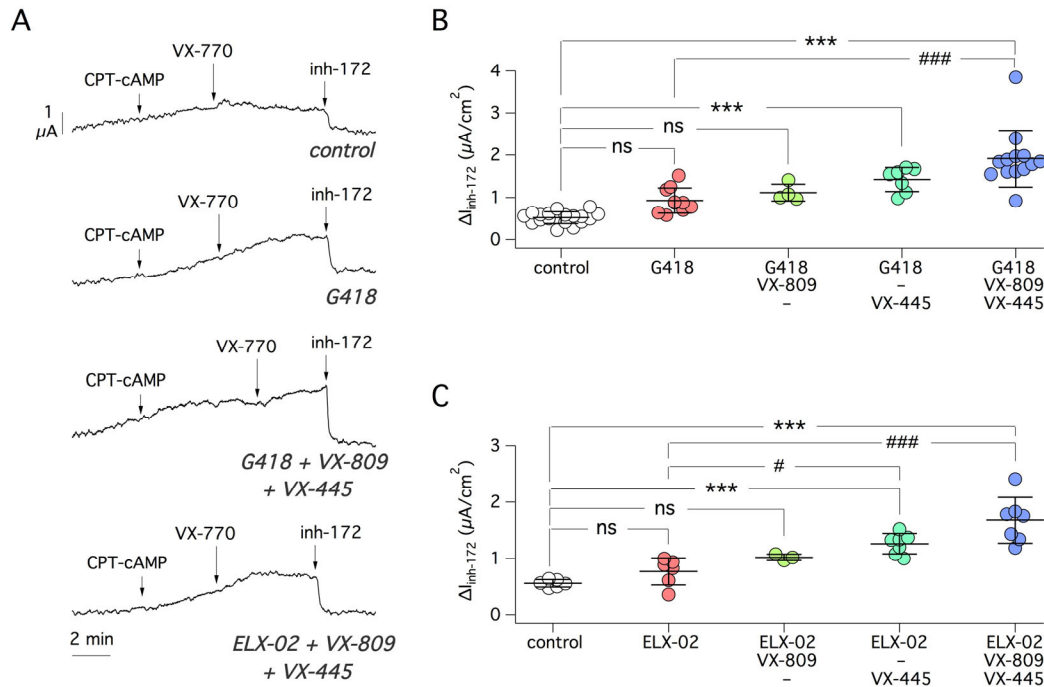 A
VX-770
CPT-cAMP
inh-172
1
µA
control
VX-770
inh-172
CPT-cAMP
G418
VX-770
inh-172
CPT-cAMP
G418 + VX-809
+ VX-445
VX-770
inh-172
CPT-cAMP
2 min
ELX-02 + VX-809
+ VX-445
B
***
###
***
ns
ns
4
3
2
1
0
ΔIinh-172 (µA/cm²)
control
G418
G418
VX-809
–
G418
–
VX-445
G418
VX-809
VX-445
C
***
###
#
***
ns
ns
3
2
1
0
ΔIinh-172 (µA/cm²)
control
ELX-02
ELX-02
VX-809
–
ELX-02
–
VX-445
ELX-02
VX-809
VX-445